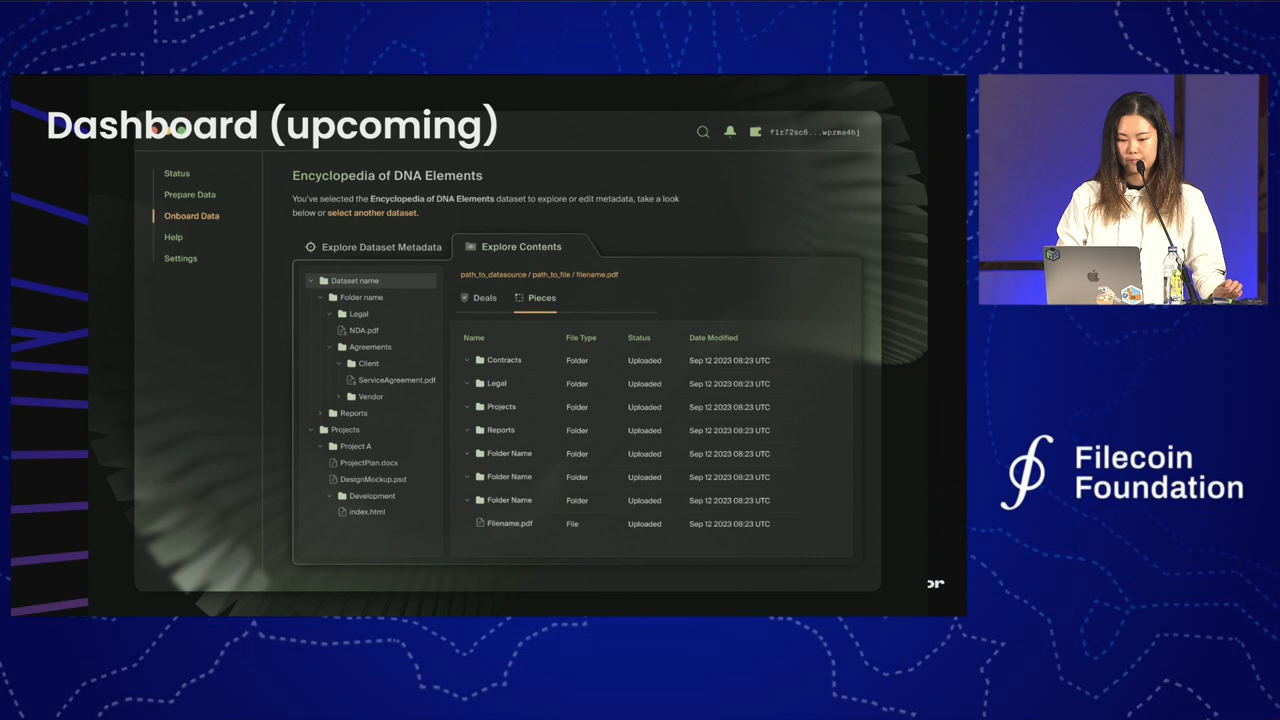 Dashboard (upcoming)
f1r72sc6...wpzma4hj
Status
Prepare Data
Onboard Data
Help
Settings
Encyclopedia of DNA Elements
You've selected the Encyclopedia of DNA Elements dataset to explore or edit metadata, take a look
below or select another dataset.
Explore Dataset Metadata
Explore Contents
Dataset name
Folder name
Legal
NDA.pdf
Agreements
Client
ServiceAgreement.pdf
Vendor
Reports
Projects
Project A
ProjectPlan.docx
DesignMockup.psd
Development
index.html
path_to_datasource / path_to_file / filename.pdf
Deals Pieces
Name File Type Status Date Modified
Contracts Folder Uploaded Sep 12 2023 08:23 UTC
Legal Folder Uploaded Sep 12 2023 08:23 UTC
Projects Folder Uploaded Sep 12 2023 08:23 UTC
Reports Folder Uploaded Sep 12 2023 08:23 UTC
Folder Name Folder Uploaded Sep 12 2023 08:23 UTC
Folder Name Folder Uploaded Sep 12 2023 08:23 UTC
Folder Name Folder Uploaded Sep 12 2023 08:23 UTC
Filename.pdf File Uploaded Sep 12 2023 08:23 UTC
or
Filecoin
Foundation